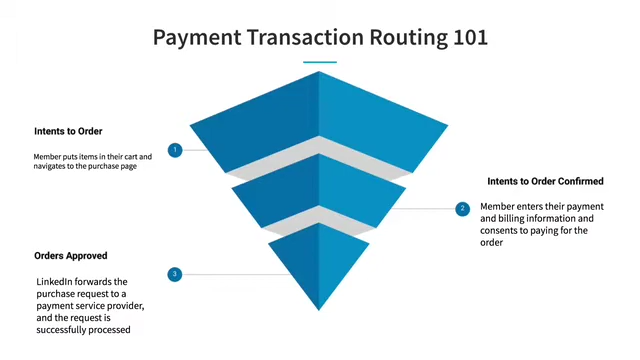 Payment Transaction Routing 101
Intents to Order
Member puts items in their cart and
navigates to the purchase page
1
Intents to Order Confirmed
2
Member enters their payment
and billing information and
consents to paying for the
order
Orders Approved
3
LinkedIn forwards the
purchase request to a
payment service provider,
and the request is
successfully processed